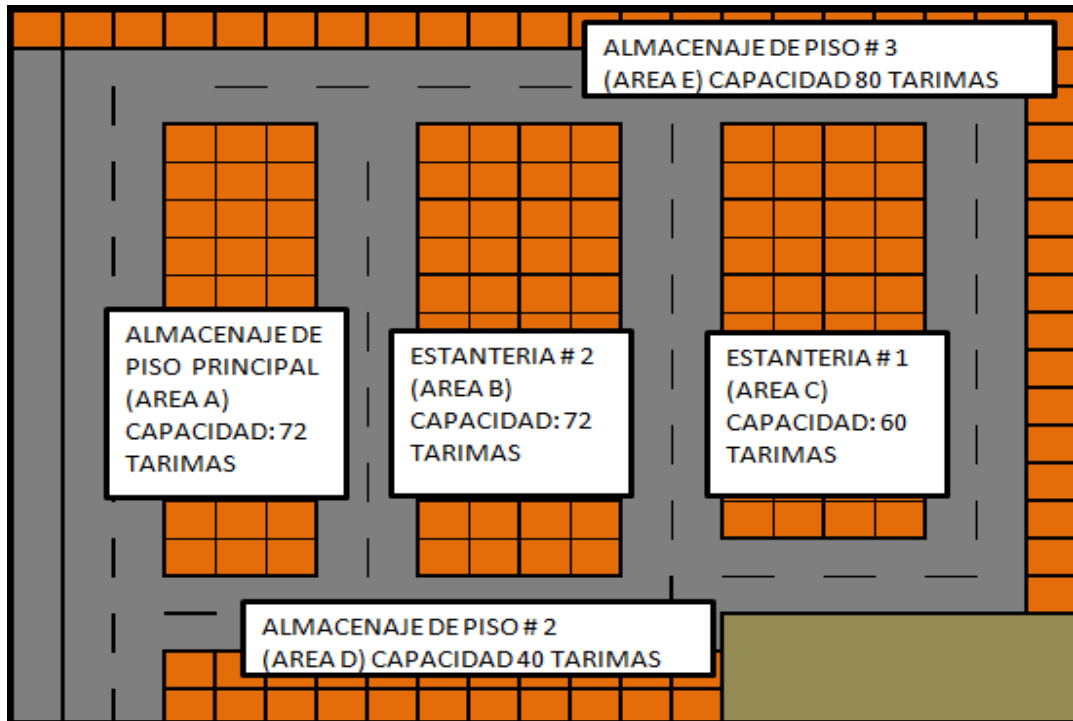 ALMACENAJE DE PISO # 3
(AREA E) CAPACIDAD 80 TARIMAS
ALMACENAJE DE
PISO PRINCIPAL
(AREA A)
CAPACIDAD: 72
TARIMAS
ESTANTERIA # 2
(AREA B)
CAPACIDAD: 72
TARIMAS
ESTANTERIA # 1
(AREA C)
CAPACIDAD: 60
TARIMAS
ALMACENAJE DE PISO # 2
(AREA D) CAPACIDAD 40 TARIMAS